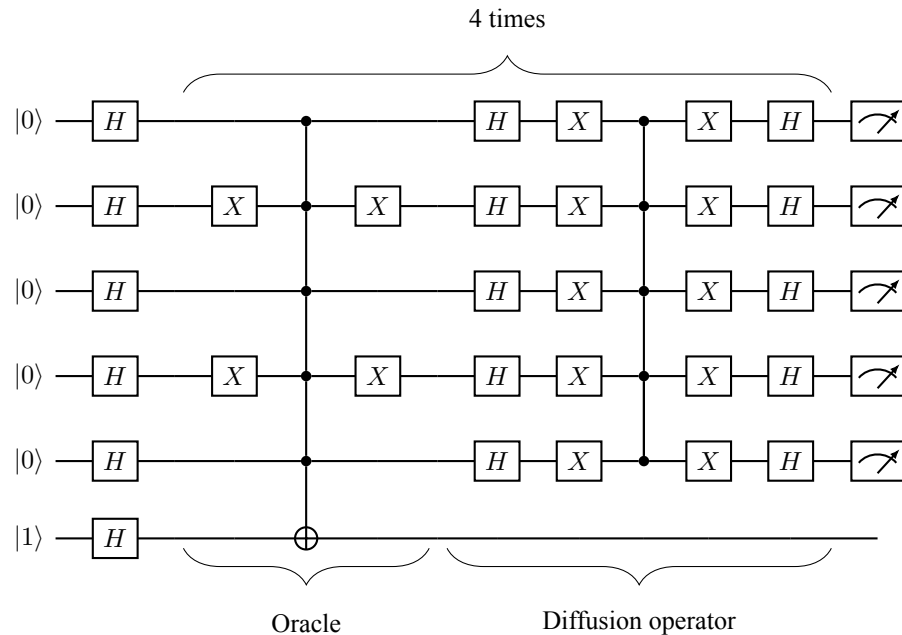 4 times
|0⟩ H H X X H
|0⟩ H X X H X X H
|0⟩ H H X X H
|0⟩ H X X H X X H
|0⟩ H H X X H
|1⟩ H
Oracle Diffusion operator